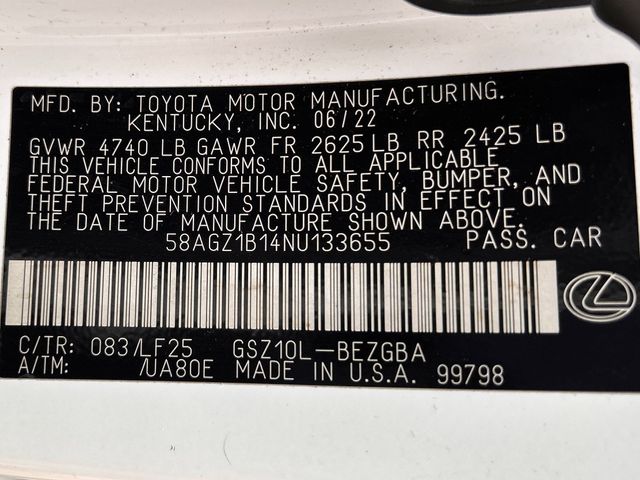 MFD. BY: TOYOTA MOTOR MANUFACTURING.
KENTUCKY, INC. 06/22
GVWR 4740 LB GAWR FR 2625 LB RR 2425 LB
THIS VEHICLE CONFORMS TO ALL APPLICABLE
FEDERAL MOTOR VEHICLE SAFETY, BUMPER, AND
THEFT PREVENTION STANDARDS IN EFFECT ON
THE DATE OF MANUFACTURE SHOWN ABOVE.
58AGZ1B14NU133655 PASS. CAR
C/TR: 083/LF25 GSZ10L-BEZGBA
A/TM: /UA80E MADE IN U.S.A. 99798